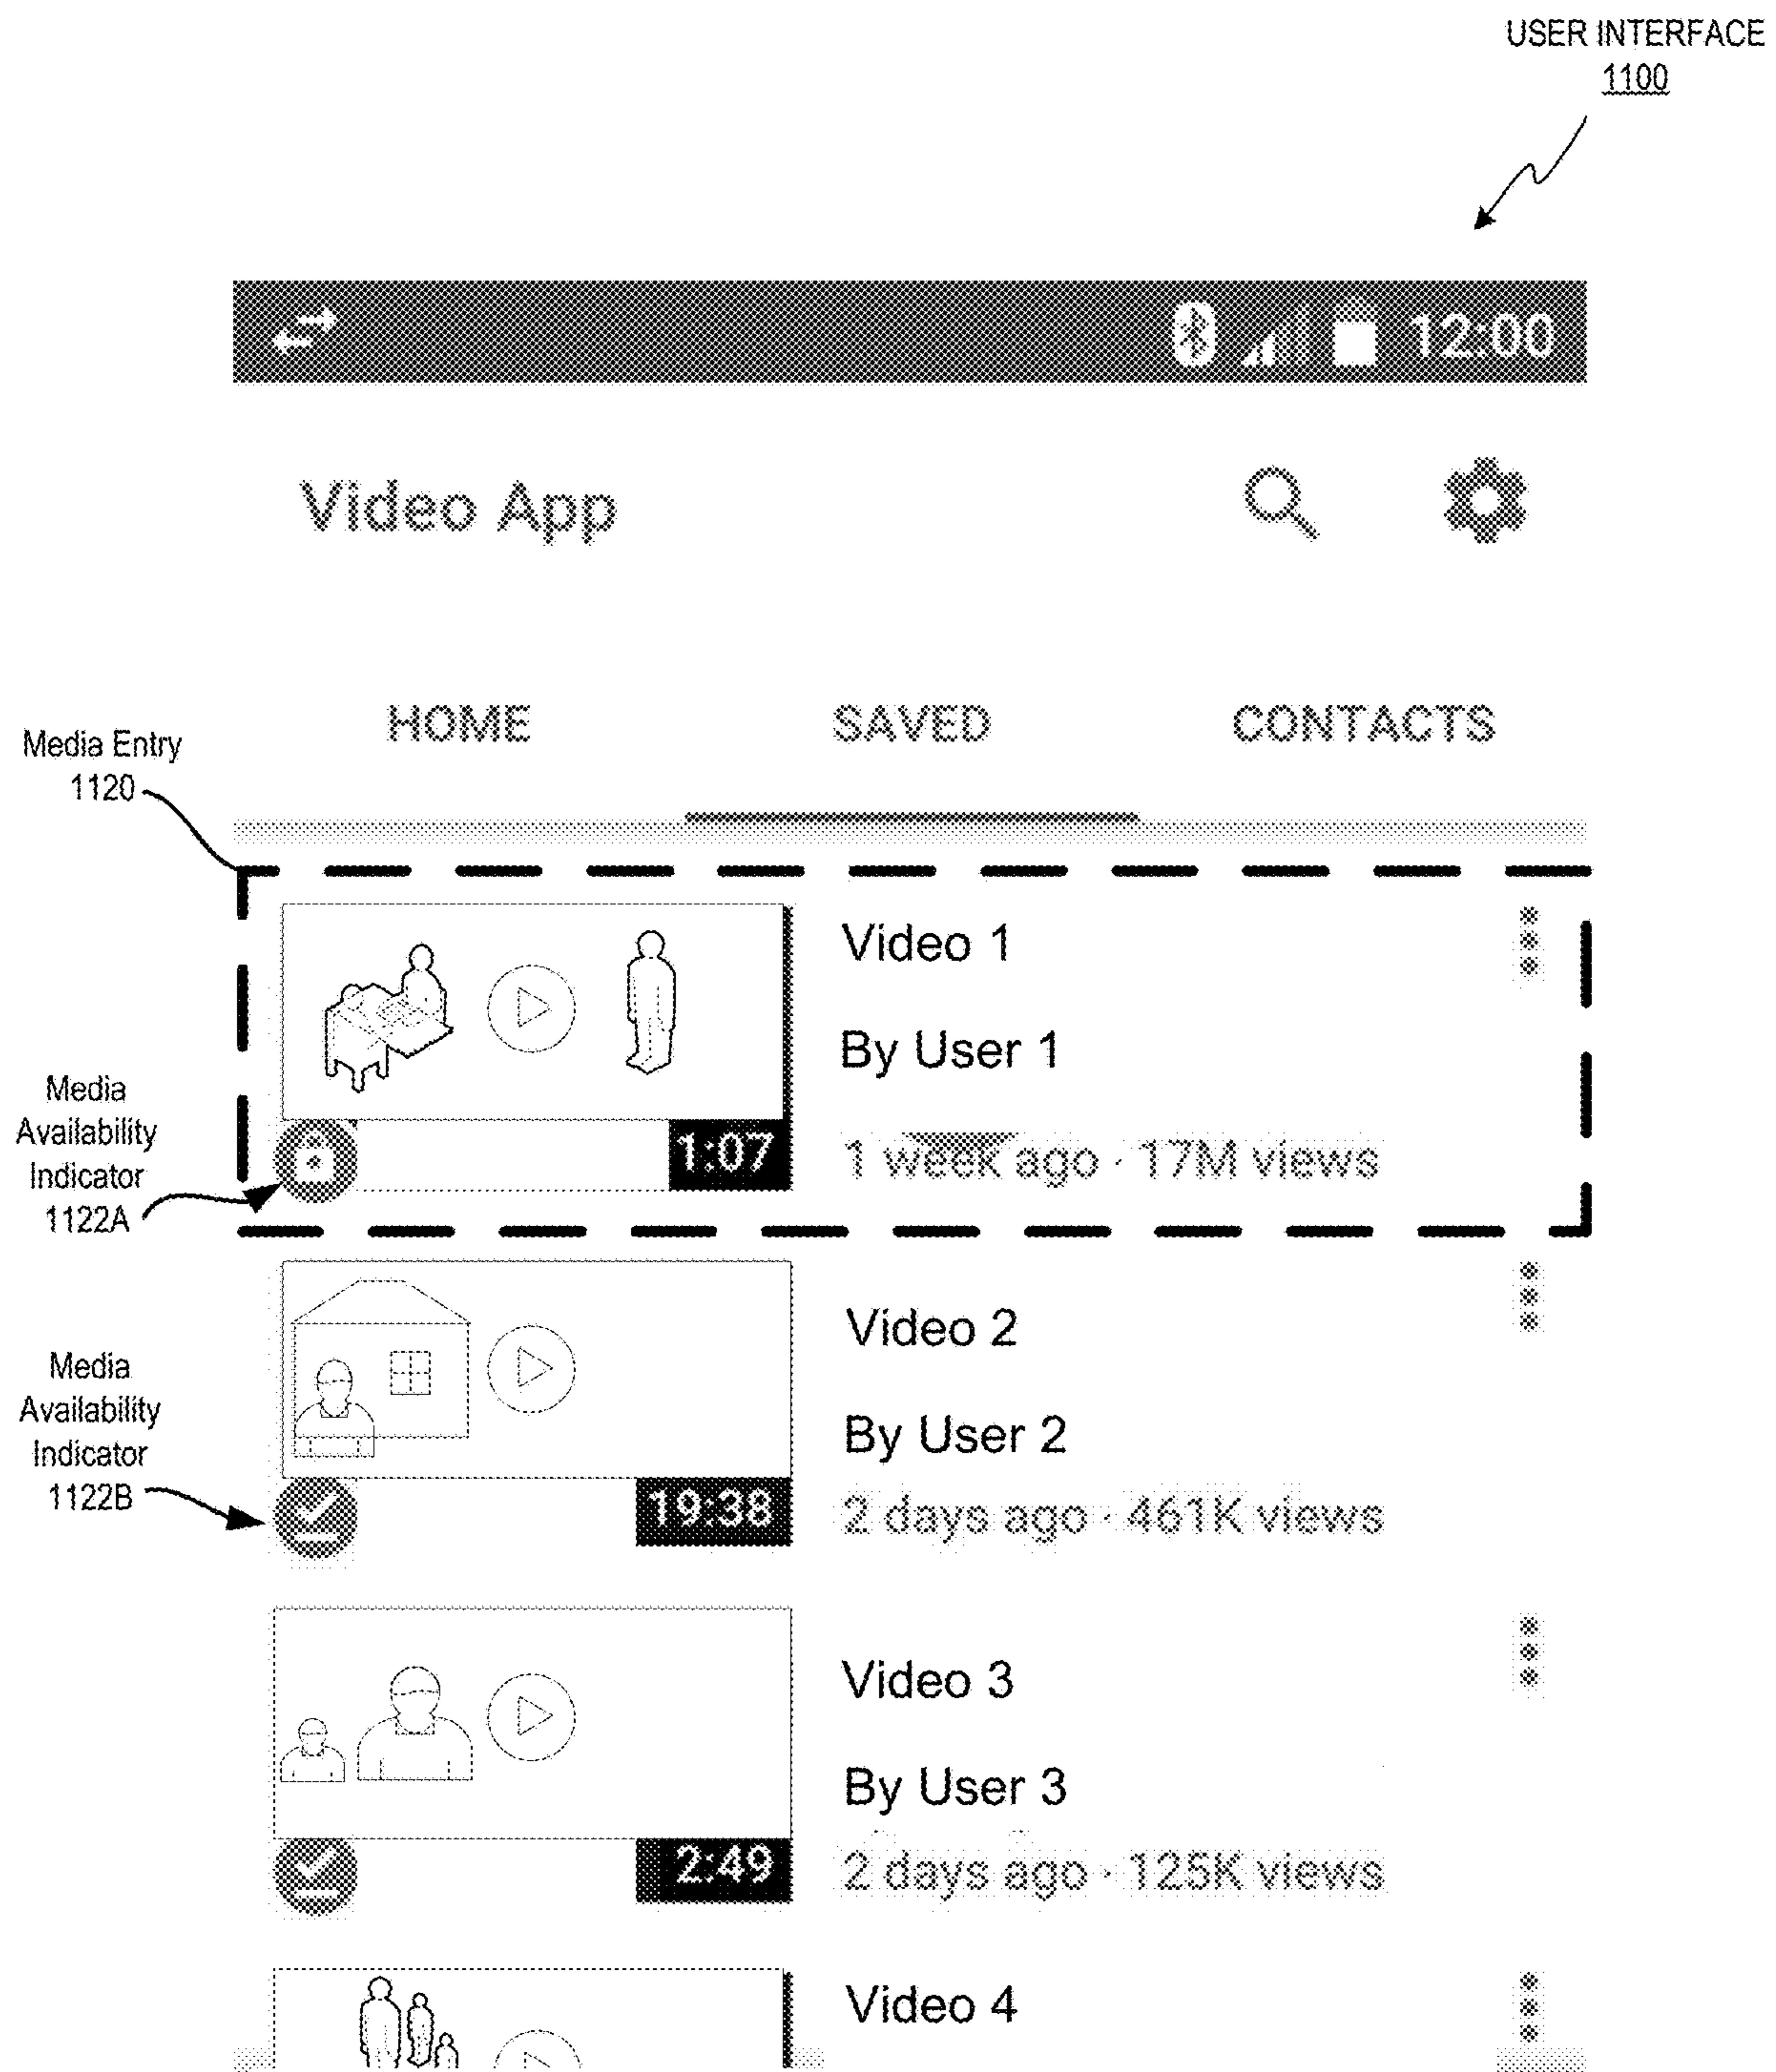 USER INTERFACE
1100
12:00
Video App
HOME SAVED CONTACTS
Media Entry
1120
Video 1
By User 1
1:07
1 week ago · 17M views
Media
Availability
Indicator
1122A
Video 2
By User 2
19:38
2 days ago · 461K views
Media
Availability
Indicator
1122B
Video 3
By User 3
2:49
2 days ago · 125K views
Video 4